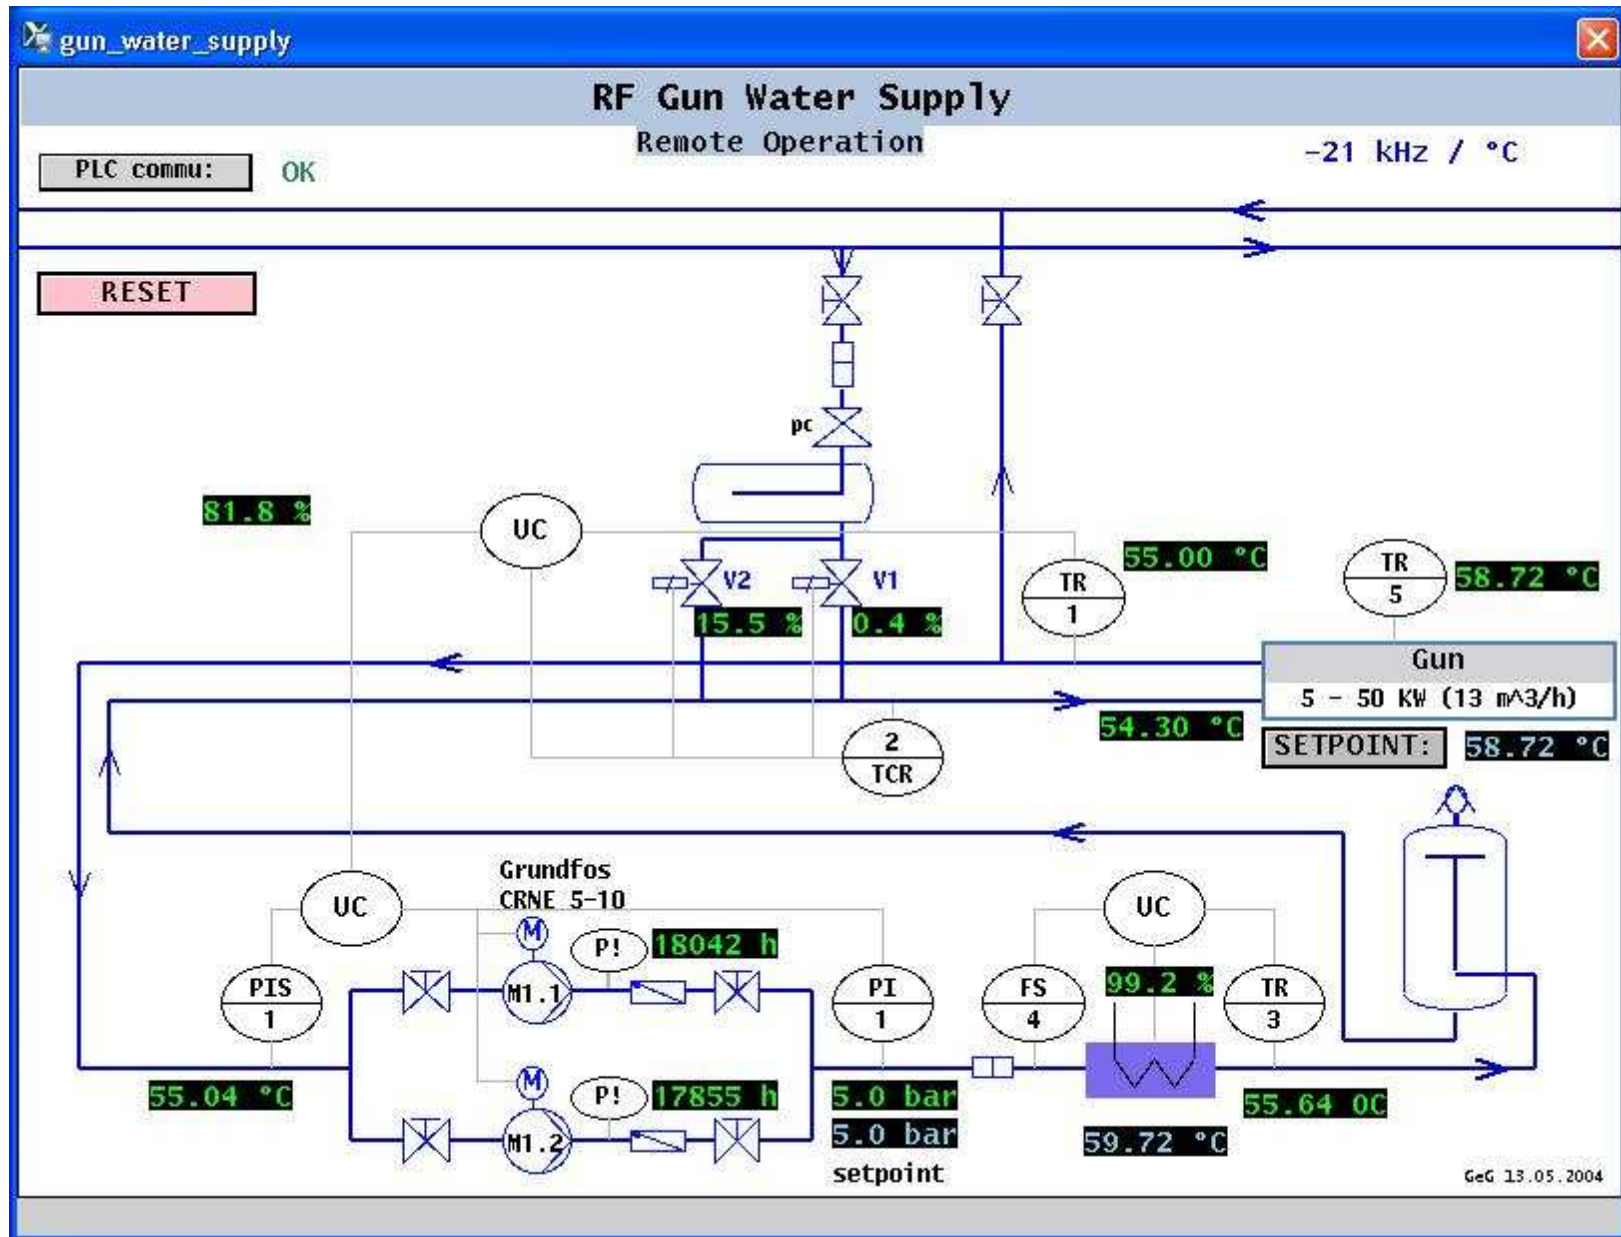 gun_water_supply
RF Gun Water Supply
Remote Operation
-21 kHz / °C
PLC commu:
OK
RESET
pc
81.8 %
UC
V2
V1
15.5 %
0.4 %
TR
1
55.00 °C
TR
5
58.72 °C
Gun
5 - 50 KW (13 m^3/h)
54.30 °C
SETPOINT:
58.72 °C
2
TCR
Grundfos
CRNE 5-10
UC
UC
M
P!
18042 h
PIS
1
M1.1
PI
1
FS
4
99.2 %
TR
3
55.04 °C
M
P!
17855 h
M1.2
5.0 bar
5.0 bar
setpoint
55.64 OC
59.72 °C
GeG 13.05.2004